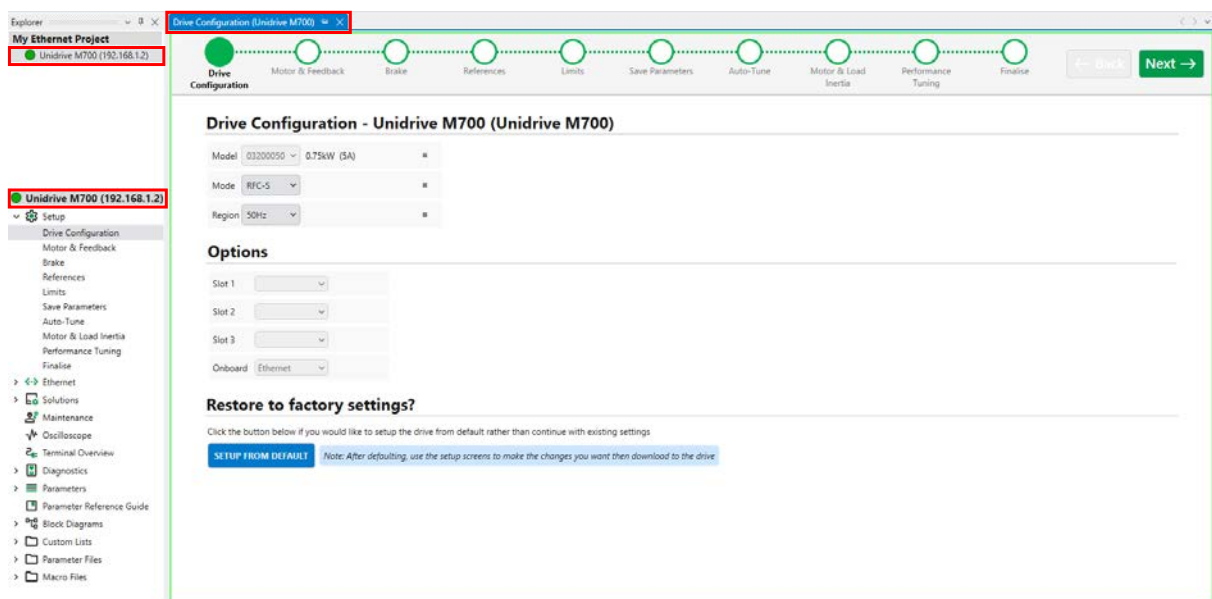 Explorer
My Ethernet Project
Unidrive M700 (192.168.1.2)
Unidrive M700 (192.168.1.2)
Setup
Drive Configuration
Motor & Feedback
Brake
References
Limits
Save Parameters
Auto-Tune
Motor & Load Inertia
Performance Tuning
Finalise
Ethernet
Solutions
Maintenance
Oscilloscope
Terminal Overview
Diagnostics
Parameters
Parameter Reference Guide
Block Diagrams
Custom Lists
Parameter Files
Macro Files
Drive Configuration (Unidrive M700)
Drive Configuration
Motor & Feedback
Brake
References
Limits
Save Parameters
Auto-Tune
Motor & Load Inertia
Performance Tuning
Finalise
← Back
Next →
Drive Configuration - Unidrive M700 (Unidrive M700)
Model 03200050 0.75kW (5A)
Mode RFC-S
Region 50Hz
Options
Slot 1
Slot 2
Slot 3
Onboard Ethernet
Restore to factory settings?
Click the button below if you would like to setup the drive from default rather than continue with existing settings
SETUP FROM DEFAULT Note: After defaulting, use the setup screens to make the changes you want then download to the drive